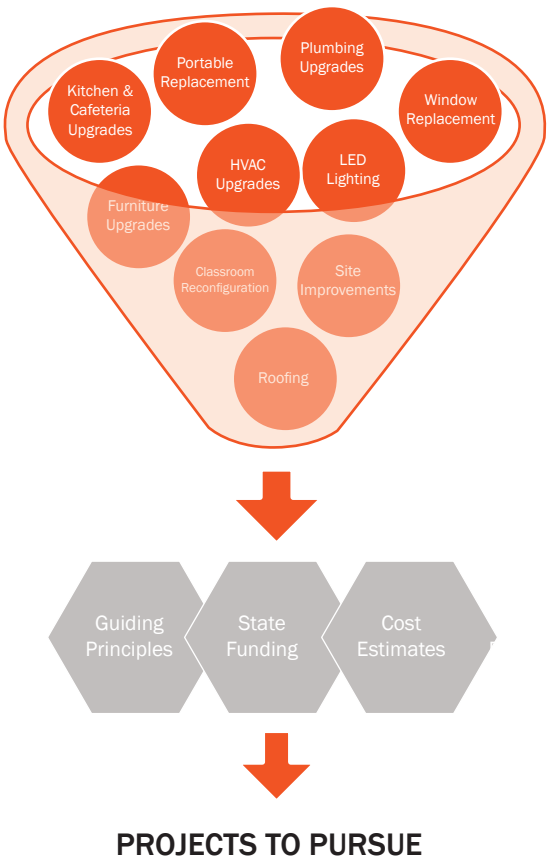 Plumbing
Upgrades
Portable
Replacement
Kitchen &
Cafeteria
Upgrades
Window
Replacement
HVAC
Upgrades
LED
Lighting
Furniture
Upgrades
Classroom
Reconfiguration
Site
Improvements
Roofing
Guiding
Principles
State
Funding
Cost
Estimates
PROJECTS TO PURSUE